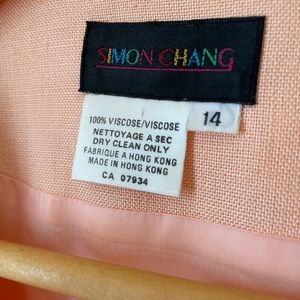 SIMON CHANG
14
100% VISCOSE/VISCOSE
NETTOYAGE A SEC
DRY CLEAN ONLY
FABRIQUE A HONG KONG
MADE IN HONG KONG
CA 07934